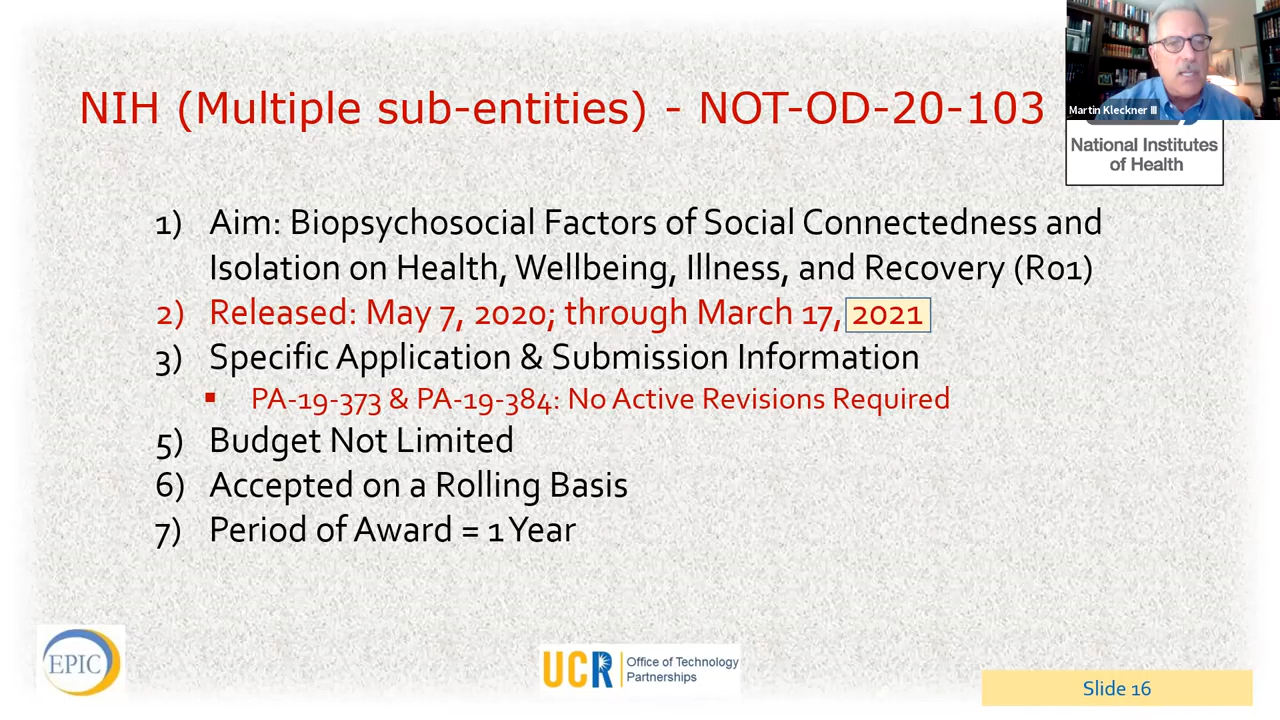 NIH (Multiple sub-entities) - NOT-OD-20-103
Martin Kleckner III
National Institutes
of Health
1) Aim: Biopsychosocial Factors of Social Connectedness and
Isolation on Health, Wellbeing, Illness, and Recovery (R01)
2) Released: May 7, 2020; through March 17, 2021
3) Specific Application & Submission Information
▪ PA-19-373 & PA-19-384: No Active Revisions Required
5) Budget Not Limited
6) Accepted on a Rolling Basis
7) Period of Award = 1 Year
EPIC
UCR Office of Technology
Partnerships
Slide 16